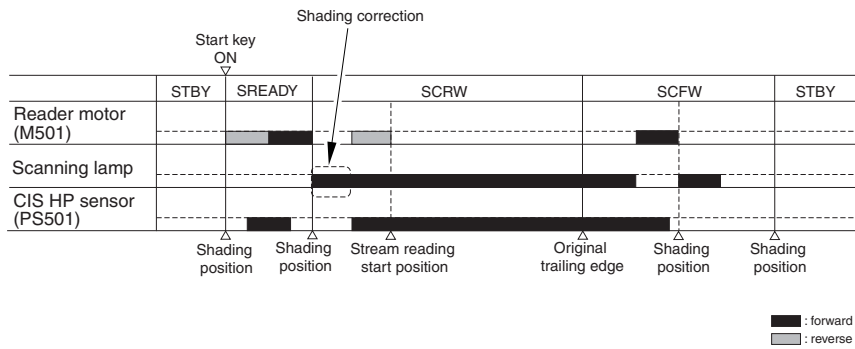 Shading correction
Start key
ON
STBY SREADY SCRW SCFW STBY
Reader motor
(M501)
Scanning lamp
CIS HP sensor
(PS501)
Shading
position
Shading
position
Stream reading
start position
Original
trailing edge
Shading
position
Shading
position
: forward
: reverse